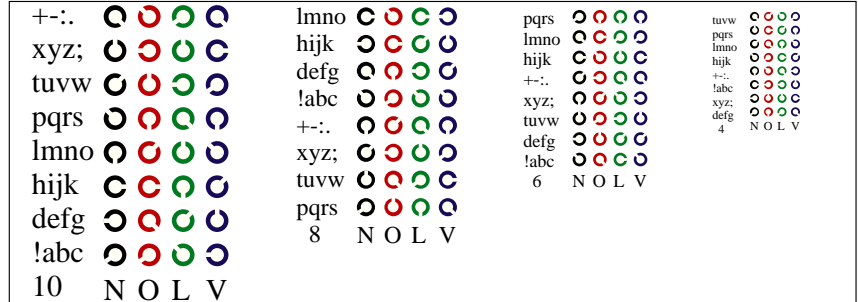 +-:.
xyz;
tuvw
pqrs
lmno
hijk
defg
!abc
10 N O L V
lmno
hijk
defg
!abc
+-:.
xyz;
tuvw
pqrs
8 N O L V
pqrs
lmno
hijk
+-:.
xyz;
tuvw
defg
!abc
6 N O L V
tuvw
pqrs
lmno
hijk
+-:.
!abc
xyz;
defg
4 N O L V